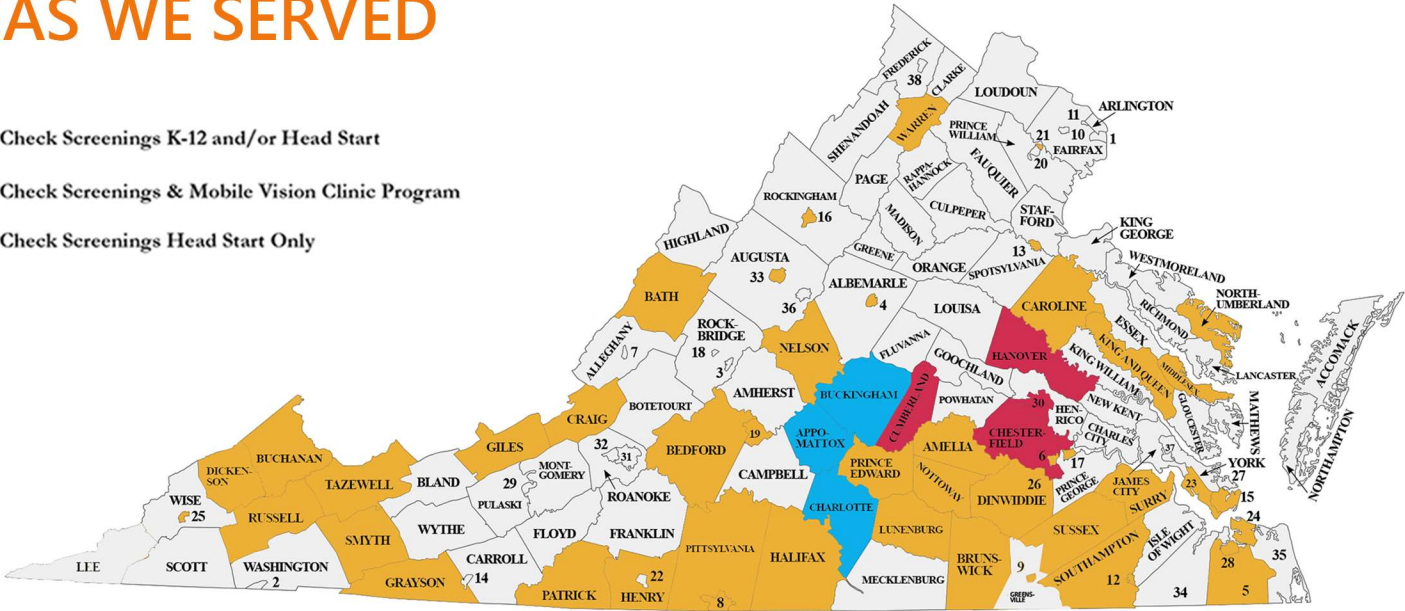 AS WE SERVED
Check Screenings K-12 and/or Head Start
Check Screenings & Mobile Vision Clinic Program
Check Screenings Head Start Only
FREDERICK
38
CLARKE
LOUDOUN
WARREN
SHENANDOAH
11
ARLINGTON
PRINCE
WILLIAM
21
10
1
FAIRFAX
20
FAUQUIER
PAGE
RAPPA-
HANNOCK
ROCKINGHAM
16
CULPEPER
MADISON
STAF-
FORD
KING
GEORGE
HIGHLAND
GREENE
13
AUGUSTA
33
ORANGE
SPOTSYLVANIA
WESTMORELAND
ALBEMARLE
4
BATH
36
LOUISA
CAROLINE
NORTH-
UMBERLAND
RICHMOND
ESSEX
ROCK-
BRIDGE
18
3
ALLEGHANY
7
NELSON
FLUVANNA
GOOCHLAND
HANOVER
KING WILLIAM
KING AND QUEEN
MIDDLESEX
LANCASTER
ACCOMACK
AMHERST
BUCKINGHAM
CUMBERLAND
POWHATAN
30
HEN-
RICO
NEW KENT
GLOUCESTER
MATHEWS
BOTETOURT
CRAIG
19
APPO-
MATTOX
CHESTER-
FIELD
CHARLES
CITY
NORTHAMPTON
GILES
32
31
BEDFORD
AMELIA
6
17
37
BUCHANAN
DICKEN-
SON
MONT-
GOMERY
CAMPBELL
PRINCE
EDWARD
NOTTOWAY
26
PRINCE
GEORGE
JAMES
CITY
YORK
27
23
15
TAZEWELL
BLAND
29
PULASKI
ROANOKE
DINWIDDIE
SURRY
24
WISE
25
RUSSELL
CHARLOTTE
SMYTH
WYTHE
FLOYD
FRANKLIN
LUNENBURG
SUSSEX
ISLE
OF WIGHT
PITTSYLVANIA
HALIFAX
BRUNS-
WICK
SOUTHAMPTON
35
LEE
SCOTT
WASHINGTON
2
CARROLL
14
GRAYSON
PATRICK
22
HENRY
8
MECKLENBURG
9
GREENS-
VILLE
12
34
28
5